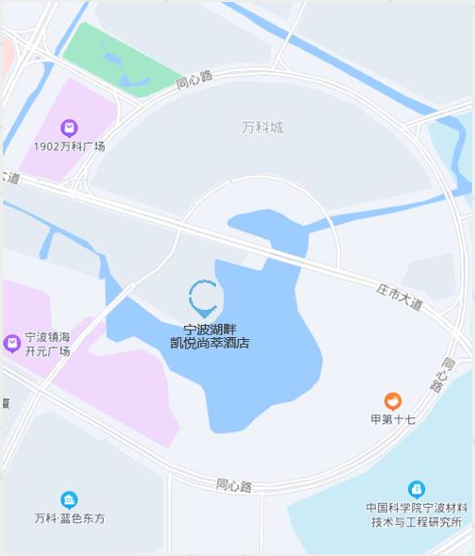 同心路
万科城
1902万科广场
大道
庄市大道
宁波湖畔
凯悦尚萃酒店
宁波镇海
开元广场
同心路
甲第十七
厦
同心路
万科·蓝色东方
中国科学院宁波材料
技术与工程研究所